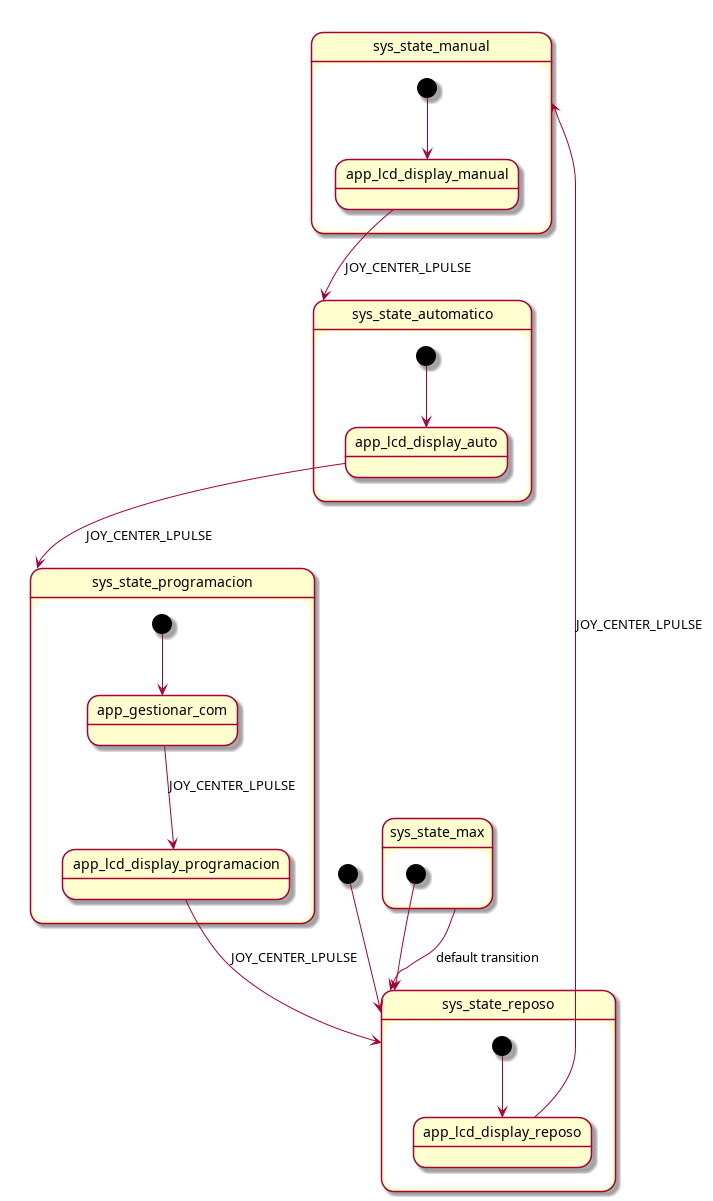 sys_state_manual
app_lcd_display_manual
JOY_CENTER_LPULSE
sys_state_automatico
app_lcd_display_auto
JOY_CENTER_LPULSE
sys_state_programacion
JOY_CENTER_LPULSE
app_gestionar_com
JOY_CENTER_LPULSE
sys_state_max
app_lcd_display_programacion
JOY_CENTER_LPULSE
default transition
sys_state_reposo
app_lcd_display_reposo